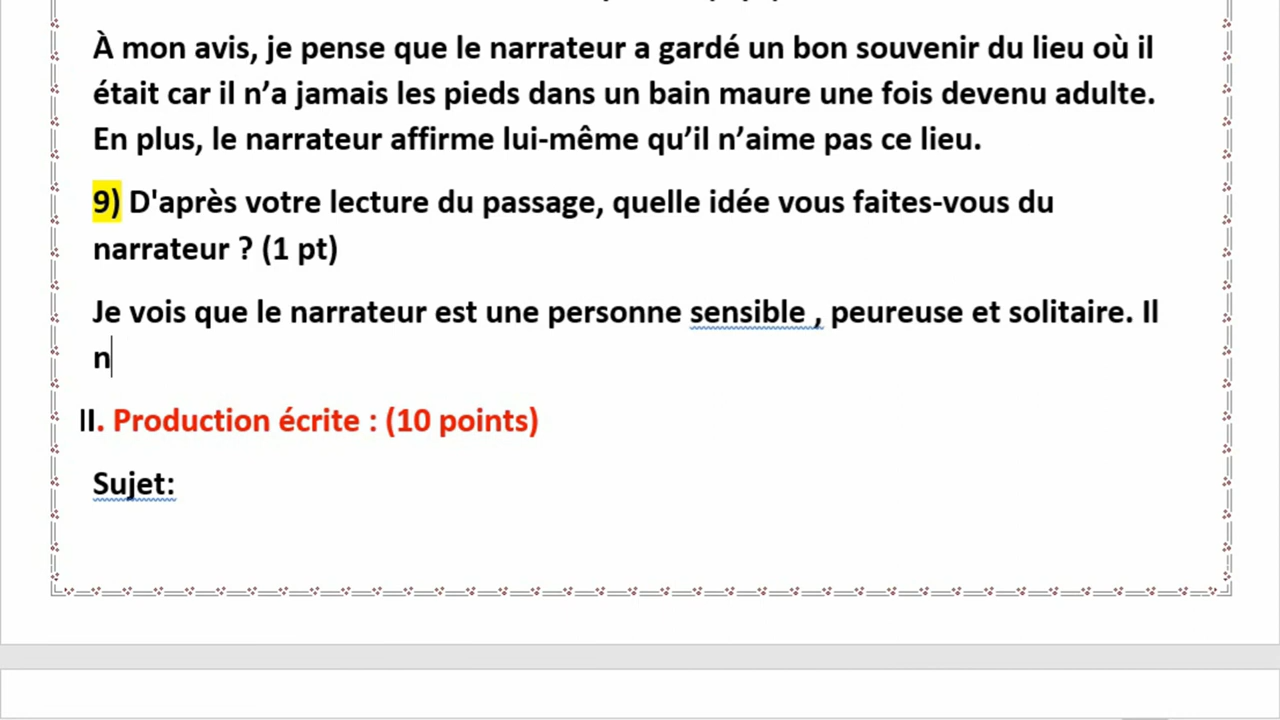 À mon avis, je pense que le narrateur a gardé un bon souvenir du lieu où il
était car il n’a jamais les pieds dans un bain maure une fois devenu adulte.
En plus, le narrateur affirme lui-même qu’il n’aime pas ce lieu.
9) D'après votre lecture du passage, quelle idée vous faites-vous du
narrateur ? (1 pt)
Je vois que le narrateur est une personne sensible , peureuse et solitaire. Il
n
II. Production écrite : (10 points)
Sujet: